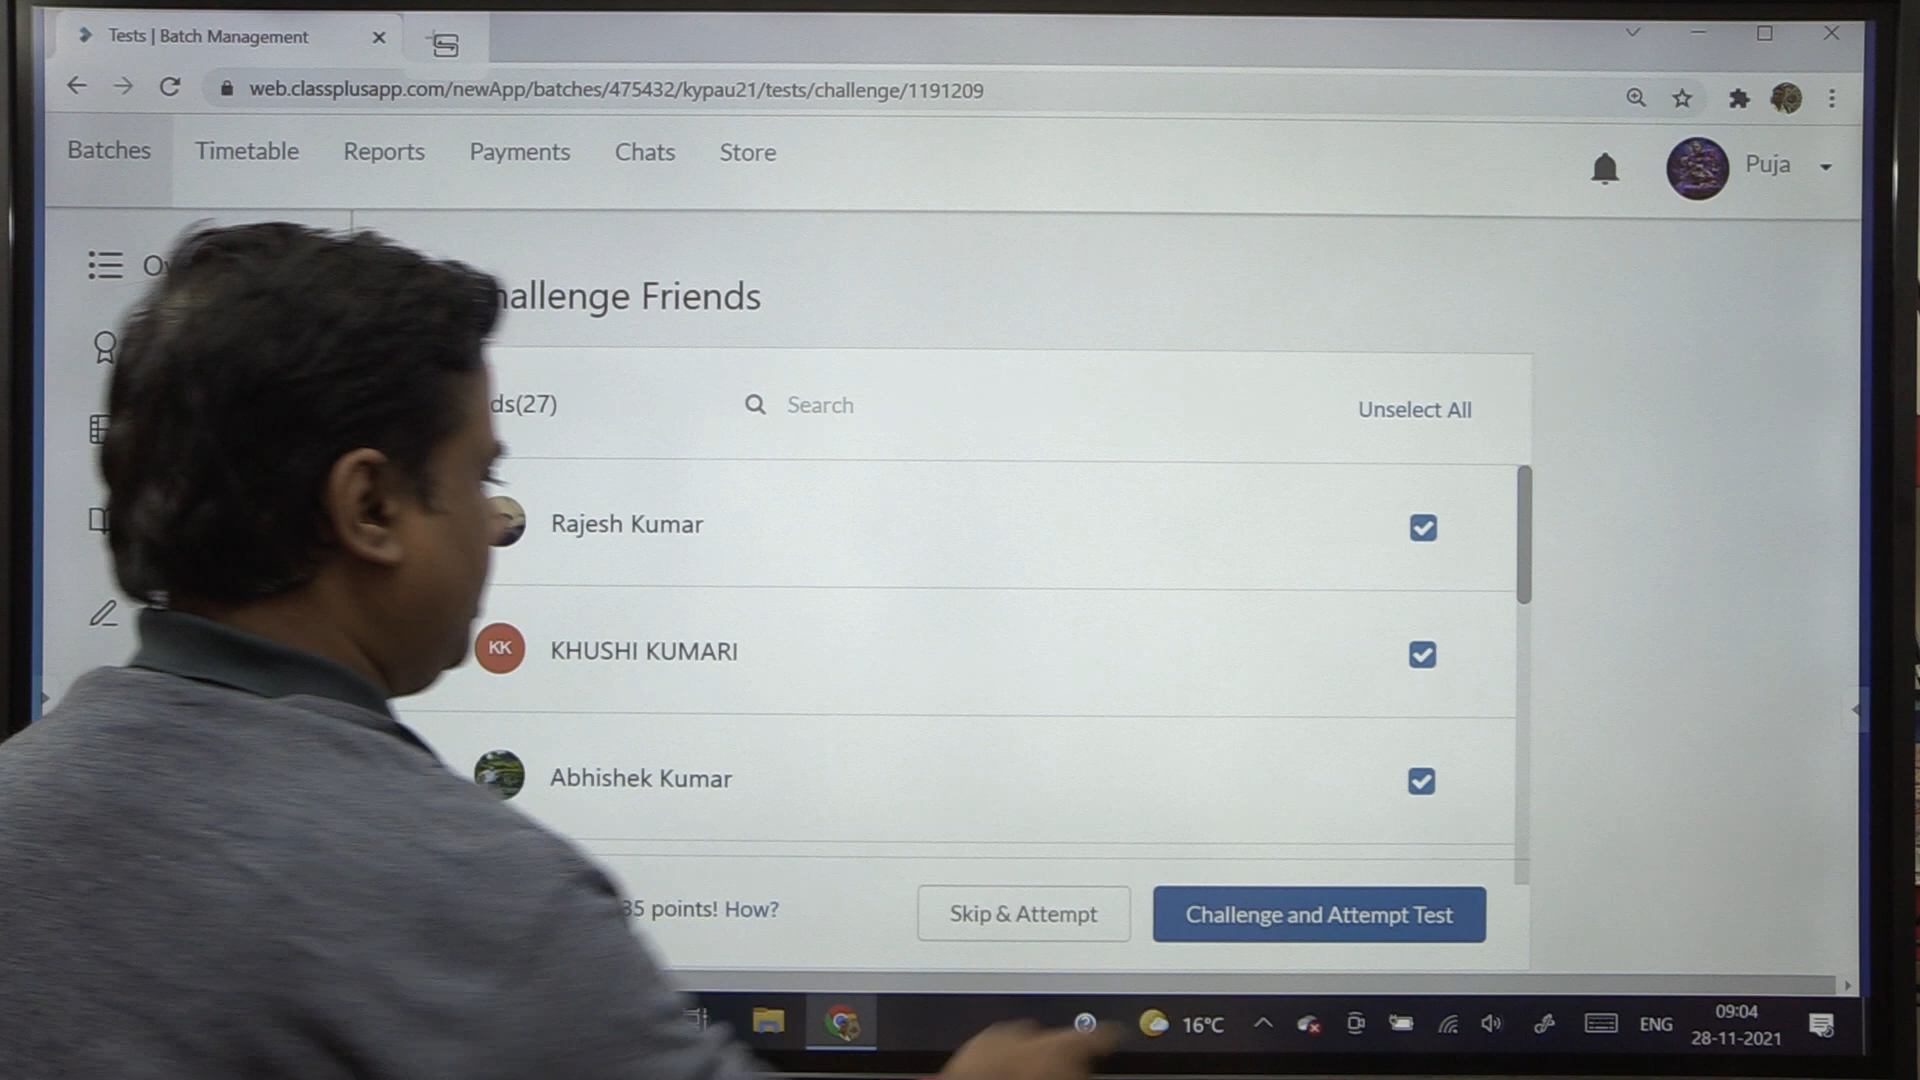 Tests | Batch Management
web.classplusapp.com/newApp/batches/475432/kypau21/tests/challenge/1191209
Batches Timetable Reports Payments Chats Store
Puja
hallenge Friends
ds(27) Search Unselect All
Rajesh Kumar
KK KHUSHI KUMARI
Abhishek Kumar
35 points! How? Skip & Attempt Challenge and Attempt Test
16°C ENG 09:04
28-11-2021